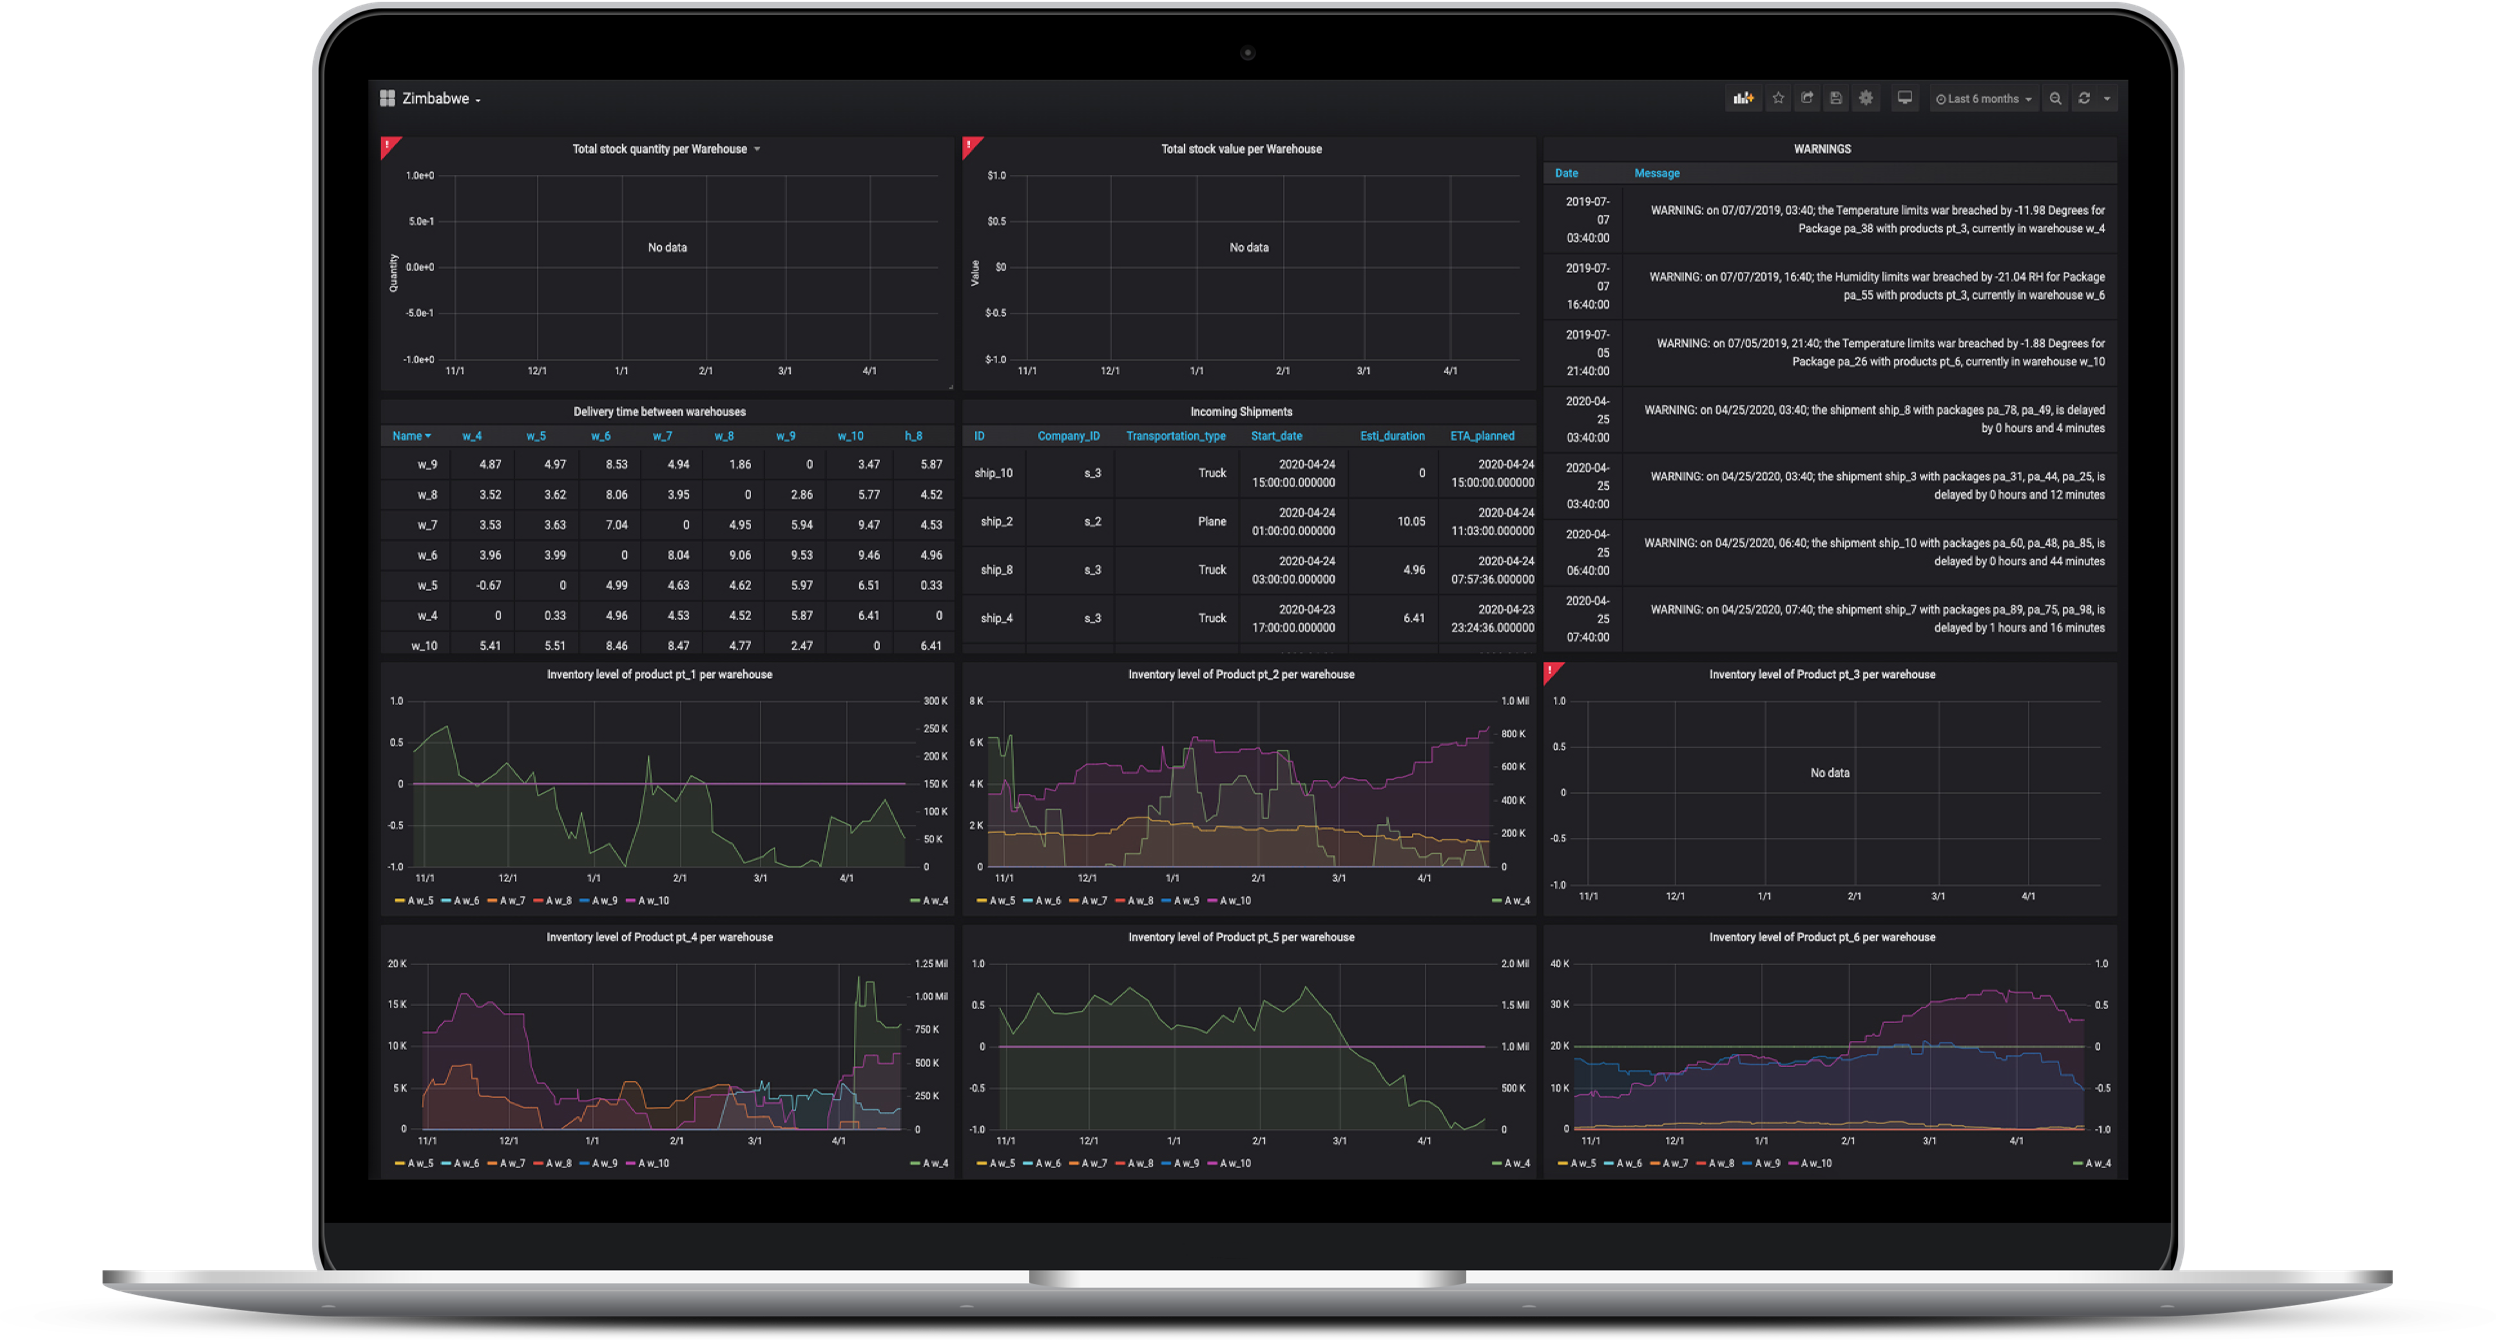 Zimbabwe
Last 6 months
Total stock quantity per Warehouse
1.0e+0
5.0e-1
0.0e+0
-5.0e-1
-1.0e+0
Quantity
No data
11/1 12/1 1/1 2/1 3/1 4/1
Total stock value per Warehouse
$1.0
$0.5
$0
$-0.5
$-1.0
Value
No data
11/1 12/1 1/1 2/1 3/1 4/1
WARNINGS
Date Message
2019-07-
07
03:40:00
WARNING: on 07/07/2019, 03:40; the Temperature limits war breached by -11.98 Degrees for
Package pa_38 with products pt_3, currently in warehouse w_4
2019-07-
07
16:40:00
WARNING: on 07/07/2019, 16:40; the Humidity limits war breached by -21.04 RH for Package
pa_55 with products pt_3, currently in warehouse w_6
2019-07-
05
21:40:00
WARNING: on 07/05/2019, 21:40; the Temperature limits war breached by -1.88 Degrees for
Package pa_26 with products pt_6, currently in warehouse w_10
2020-04-
25
03:40:00
WARNING: on 04/25/2020, 03:40; the shipment ship_8 with packages pa_78, pa_49, is delayed
by 0 hours and 4 minutes
2020-04-
25
03:40:00
WARNING: on 04/25/2020, 03:40; the shipment ship_3 with packages pa_31, pa_44, pa_25, is
delayed by 0 hours and 12 minutes
2020-04-
25
06:40:00
WARNING: on 04/25/2020, 06:40; the shipment ship_10 with packages pa_60, pa_48, pa_85, is
delayed by 0 hours and 44 minutes
2020-04-
25
07:40:00
WARNING: on 04/25/2020, 07:40; the shipment ship_7 with packages pa_89, pa_75, pa_98, is
delayed by 1 hours and 16 minutes
Delivery time between warehouses
Name w_4 w_5 w_6 w_7 w_8 w_9 w_10 h_8
w_9 4.87 4.97 8.53 4.94 1.86 0 3.47 5.87
w_8 3.52 3.62 8.06 3.95 0 2.86 5.77 4.52
w_7 3.53 3.63 7.04 0 4.95 5.94 9.47 4.53
w_6 3.96 3.99 0 8.04 9.06 9.53 9.46 4.96
w_5 -0.67 0 4.99 4.63 4.62 5.97 6.51 0.33
w_4 0 0.33 4.96 4.53 4.52 5.87 6.41 0
w_10 5.41 5.51 8.46 8.47 4.77 2.47 0 6.41
Incoming Shipments
ID Company_ID Transportation_type Start_date Esti_duration ETA_planned
ship_10 s_3 Truck 2020-04-24 15:00:00.000000 0 2020-04-24 15:00:00.000000
ship_2 s_2 Plane 2020-04-24 01:00:00.000000 10.05 2020-04-24 11:03:00.000000
ship_8 s_3 Truck 2020-04-24 03:00:00.000000 4.96 2020-04-24 07:57:36.000000
ship_4 s_3 Truck 2020-04-23 17:00:00.000000 6.41 2020-04-23 23:24:36.000000
Inventory level of product pt_1 per warehouse
1.0
0.5
0
-0.5
-1.0
300 K
250 K
200 K
150 K
100 K
50 K
0
11/1 12/1 1/1 2/1 3/1 4/1
A w_5 A w_6 A w_7 A w_8 A w_9 A w_10 A w_4
Inventory level of Product pt_2 per warehouse
8 K
6 K
4 K
2 K
0
1.0 Mil
800 K
600 K
400 K
200 K
0
11/1 12/1 1/1 2/1 3/1 4/1
A w_5 A w_6 A w_7 A w_8 A w_9 A w_10 A w_4
Inventory level of Product pt_3 per warehouse
1.0
0.5
0
-0.5
-1.0
No data
11/1 12/1 1/1 2/1 3/1 4/1
Inventory level of Product pt_4 per warehouse
20 K
15 K
10 K
5 K
0
1.25 Mil
1.00 Mil
750 K
500 K
250 K
0
11/1 12/1 1/1 2/1 3/1 4/1
A w_5 A w_6 A w_7 A w_8 A w_9 A w_10 A w_4
Inventory level of Product pt_5 per warehouse
1.0
0.5
0
-0.5
-1.0
2.0 Mil
1.5 Mil
1.0 Mil
500 K
0
11/1 12/1 1/1 2/1 3/1 4/1
A w_5 A w_6 A w_7 A w_8 A w_9 A w_10 A w_4
Inventory level of Product pt_6 per warehouse
40 K
30 K
20 K
10 K
0
1.0
0.5
0
-0.5
-1.0
11/1 12/1 1/1 2/1 3/1 4/1
A w_5 A w_6 A w_7 A w_8 A w_9 A w_10 A w_4